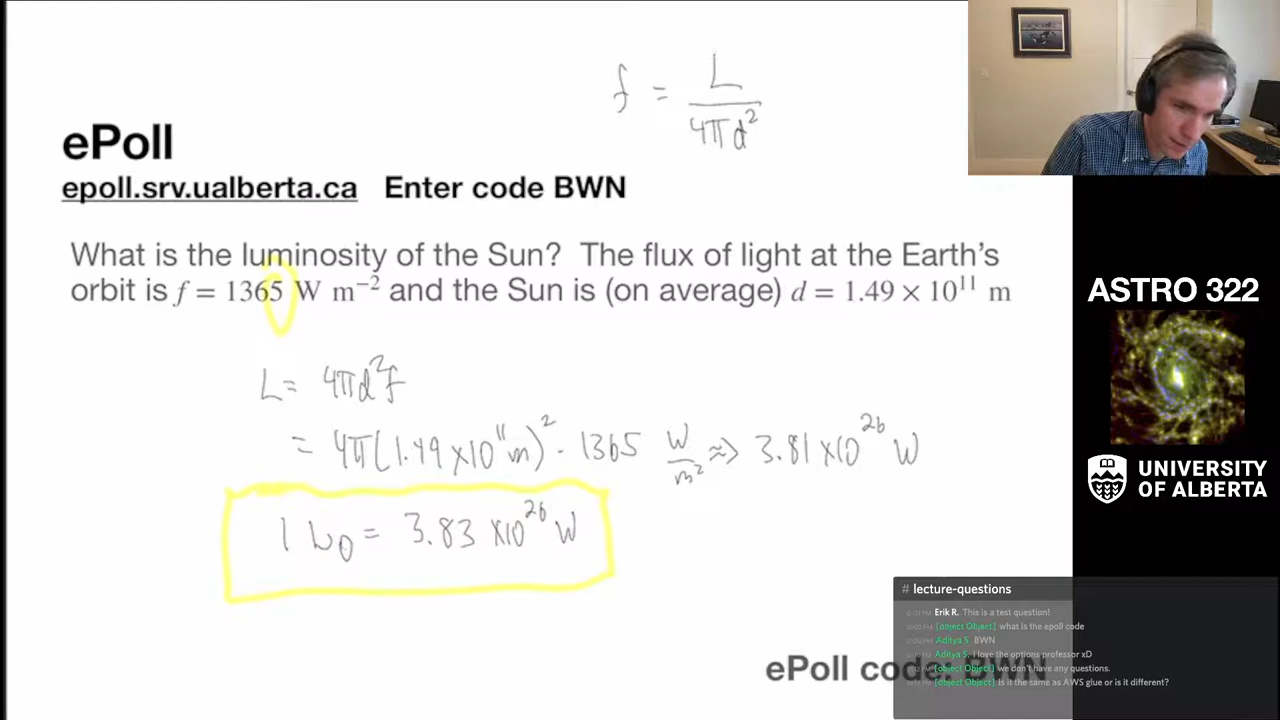 f = L / 4πd²
ePoll
epoll.srv.ualberta.ca Enter code BWN
What is the luminosity of the Sun? The flux of light at the Earth's
orbit is f = 1365 W m⁻² and the Sun is (on average) d = 1.49 × 10¹¹ m
L = 4πd²f
= 4π(1.49 ×10¹¹ m)² · 1365 W/m² ≈> 3.81 ×10²⁶ W
1 L⊙ = 3.83 ×10²⁶ W
ePoll code: BWN
ASTRO 322
UNIVERSITY
OF ALBERTA
# lecture-questions
Erik R. This is a test question!
[object Object] what is the epoll code
Aditya S. BWN
Aditya S. I love the options professor xD
[object Object] we don't have any questions.
[object Object] Is it the same as AWS glue or is it different?